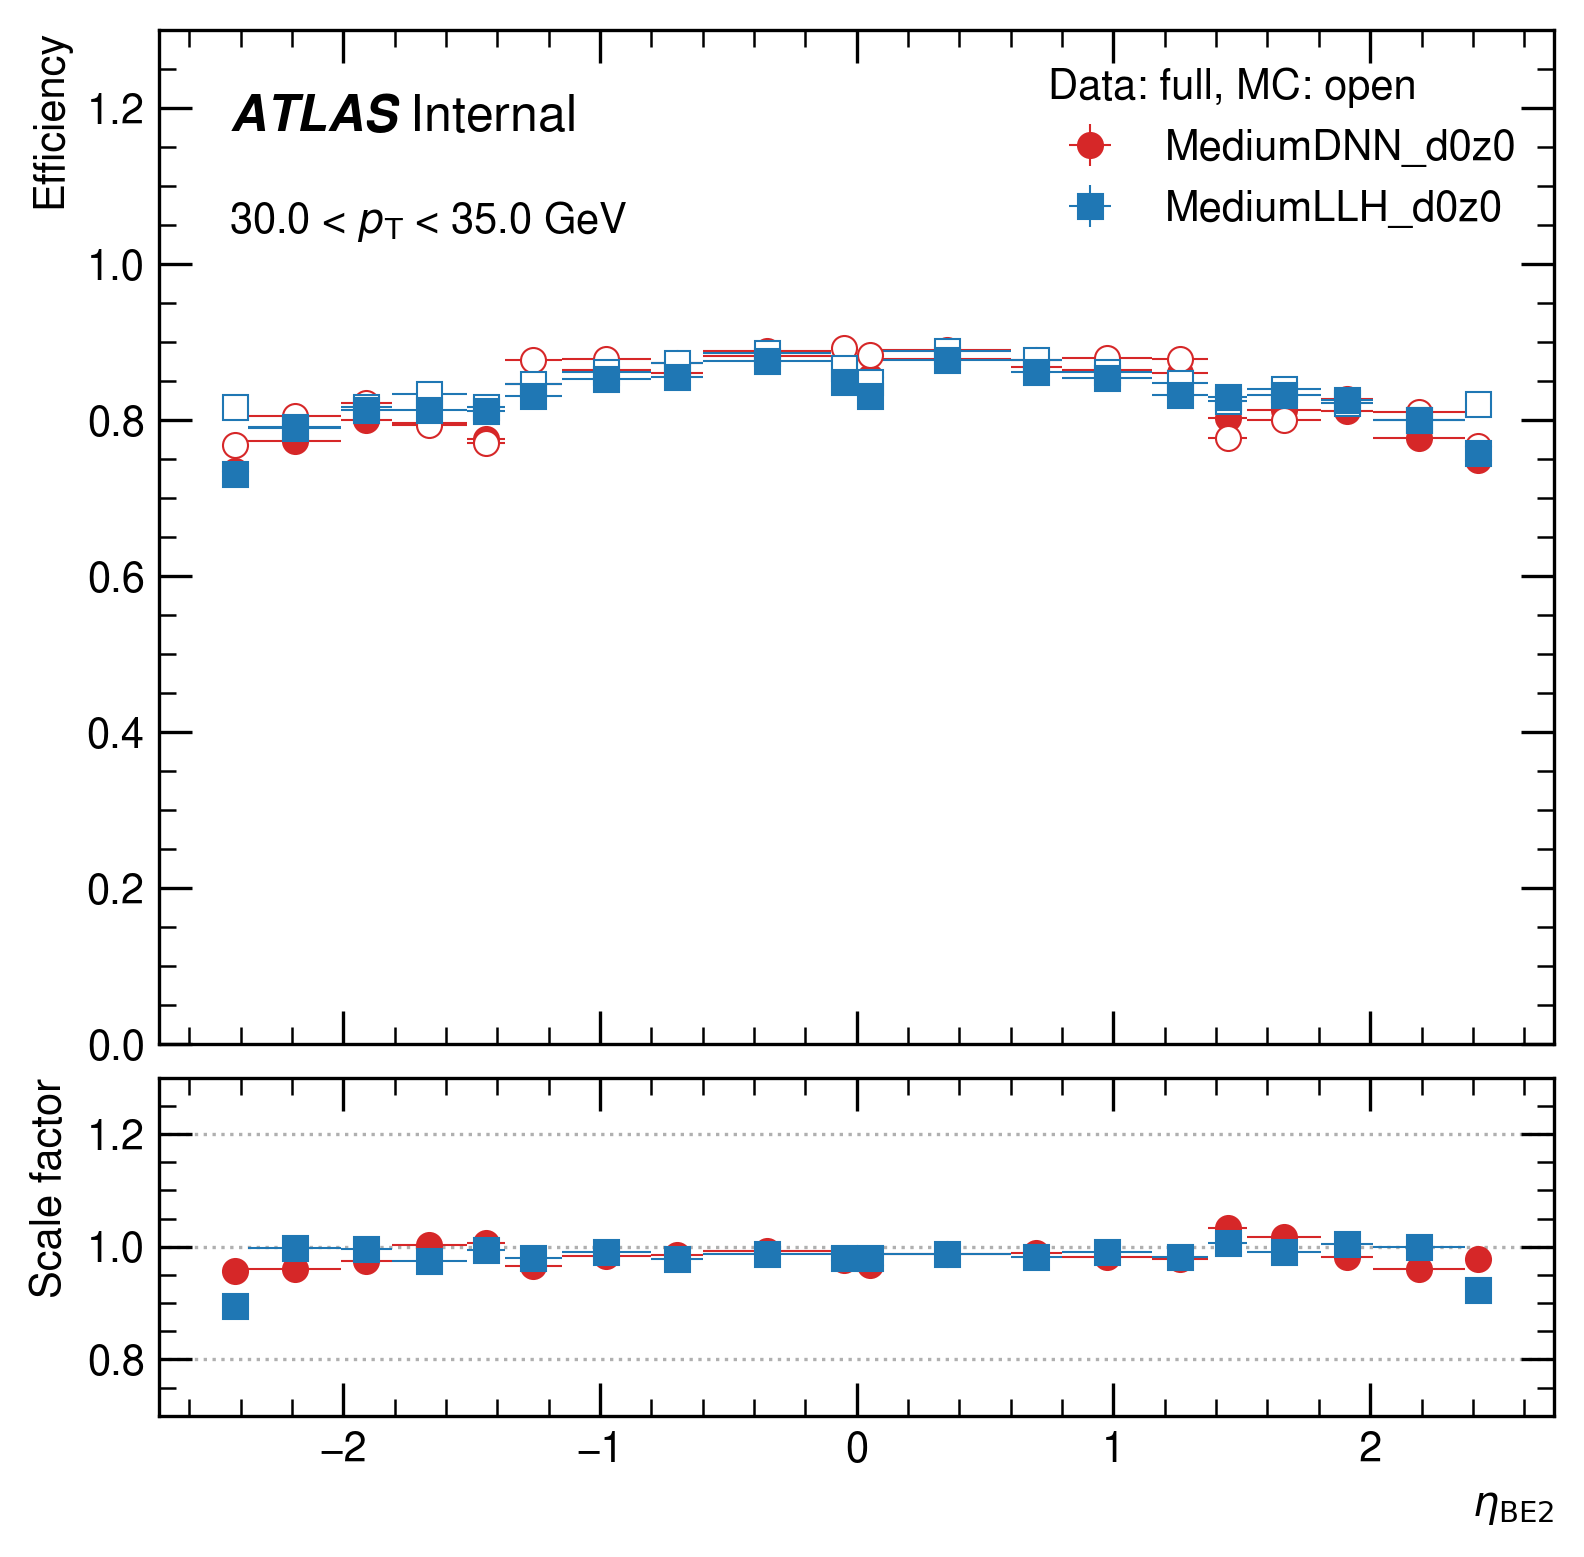 Efficiency
ATLAS Internal
30.0 < pT < 35.0 GeV
Data: full, MC: open
MediumDNN_d0z0
MediumLLH_d0z0
1.2
1.0
0.8
0.6
0.4
0.2
0.0
Scale factor
1.2
1.0
0.8
−2 −1 0 1 2
ηBE2